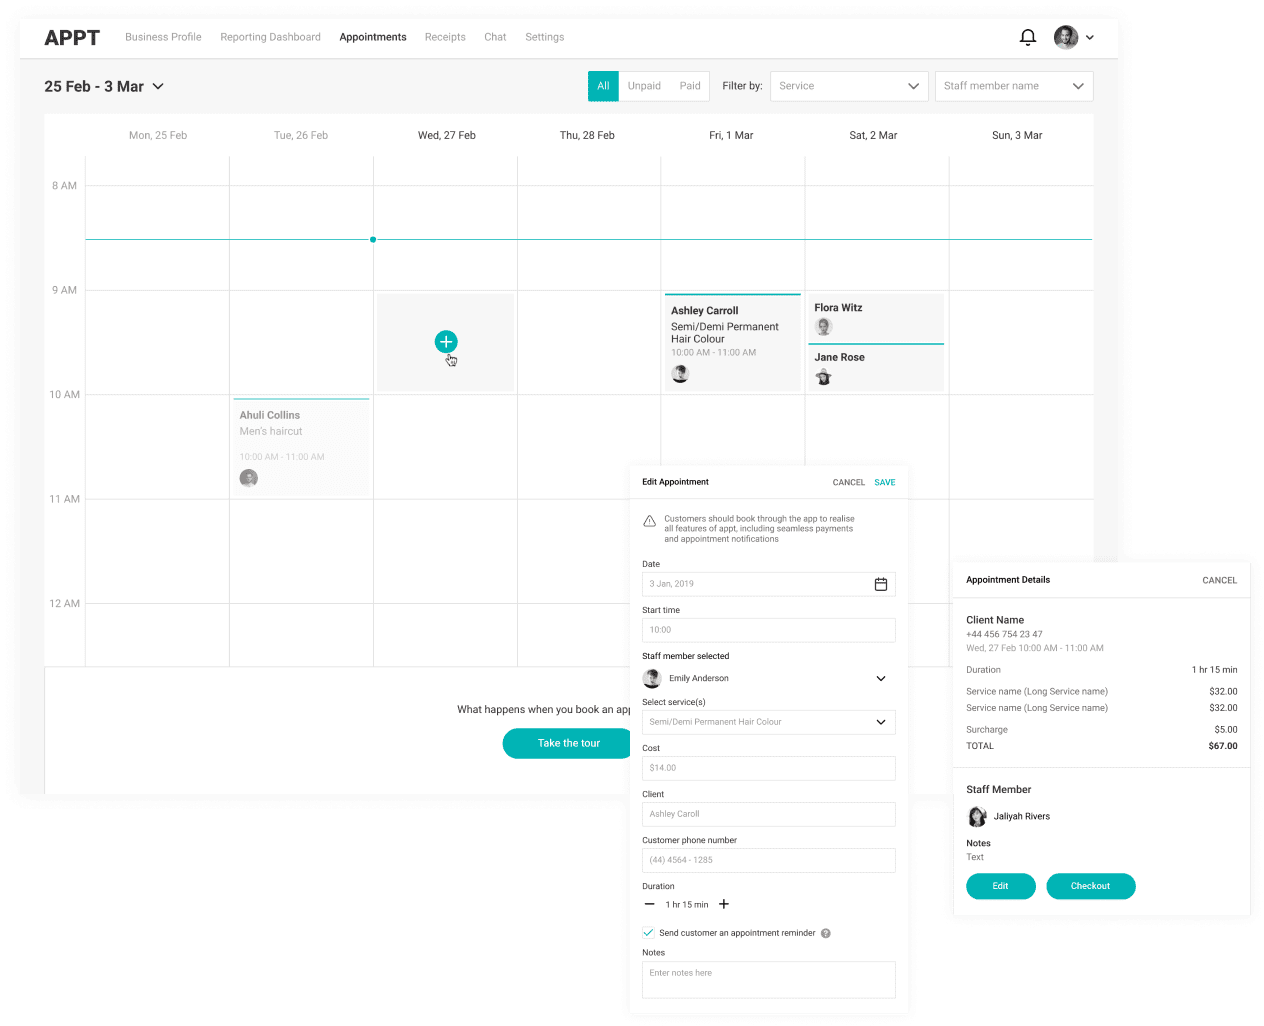 APPT
Business Profile
Reporting Dashboard
Appointments
Receipts
Chat
Settings
25 Feb - 3 Mar
All
Unpaid
Paid
Filter by:
Service
Staff member name
Mon, 25 Feb
Tue, 26 Feb
Wed, 27 Feb
Thu, 28 Feb
Fri, 1 Mar
Sat, 2 Mar
Sun, 3 Mar
8 AM
9 AM
10 AM
11 AM
12 AM
Ashley Carroll
Semi/Demi Permanent
Hair Colour
10:00 AM - 11:00 AM
Flora Witz
Jane Rose
Ahuli Collins
Men's haircut
10:00 AM - 11:00 AM
What happens when you book an app
Take the tour
Edit Appointment
CANCEL
SAVE
Customers should book through the app to realise
all features of appt, including seamless payments
and appointment notifications
Date
3 Jan, 2019
Start time
10:00
Staff member selected
Emily Anderson
Select service(s)
Semi/Demi Permanent Hair Colour
Cost
$14.00
Client
Ashley Caroll
Customer phone number
(44) 4564 - 1285
Duration
1 hr 15 min
Send customer an appointment reminder
Notes
Enter notes here
Appointment Details
CANCEL
Client Name
+44 456 754 23 47
Wed, 27 Feb 10:00 AM - 11:00 AM
Duration
1 hr 15 min
Service name (Long Service name)
$32.00
Service name (Long Service name)
$32.00
Surcharge
$5.00
TOTAL
$67.00
Staff Member
Jaliyah Rivers
Notes
Text
Edit
Checkout